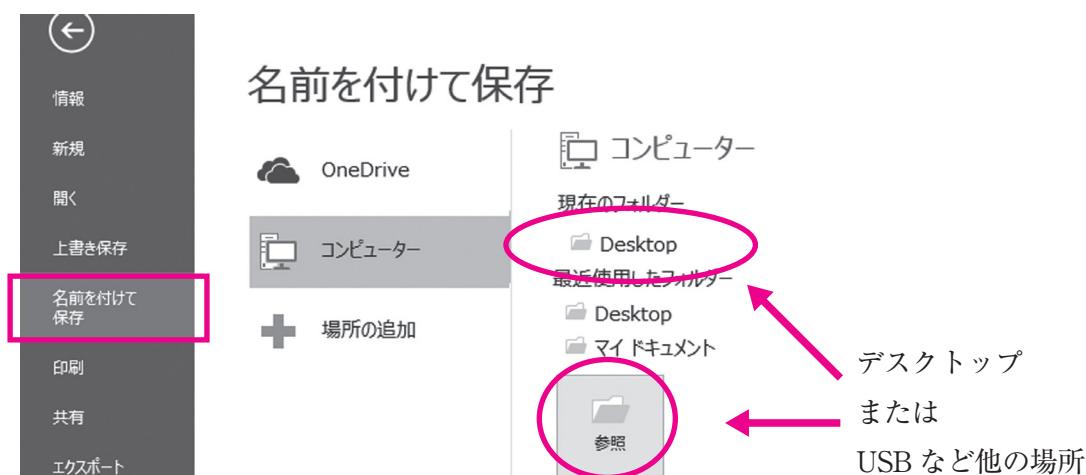 情報
新規
開く
上書き保存
名前を付けて
保存
印刷
共有
エクスポート
名前を付けて保存
OneDrive
コンピューター
場所の追加
コンピューター
現在のフォルダー
Desktop
最近使用したフォルダー
Desktop
マイ ドキュメント
参照
デスクトップ
または
USB など他の場所